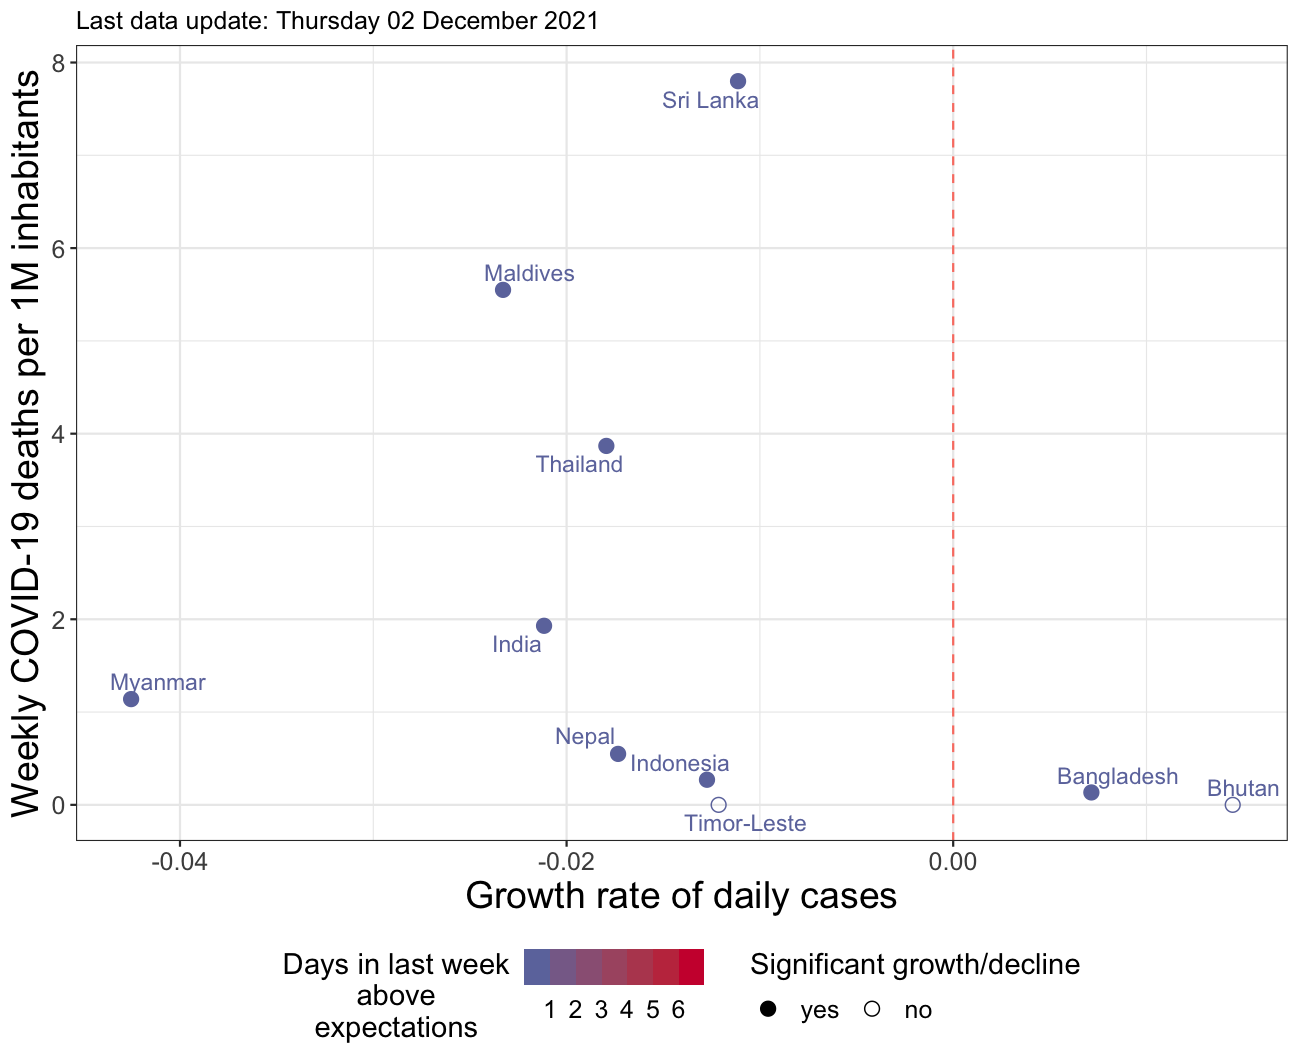 Last data update: Thursday 02 December 2021
Weekly COVID-19 deaths per 1M inhabitants
8
6
4
2
0
Sri Lanka
Maldives
Thailand
India
Myanmar
Nepal
Indonesia
Bangladesh
Bhutan
Timor-Leste
-0.04 -0.02 0.00
Growth rate of daily cases
Days in last week
above
expectations
1 2 3 4 5 6
Significant growth/decline
yes no